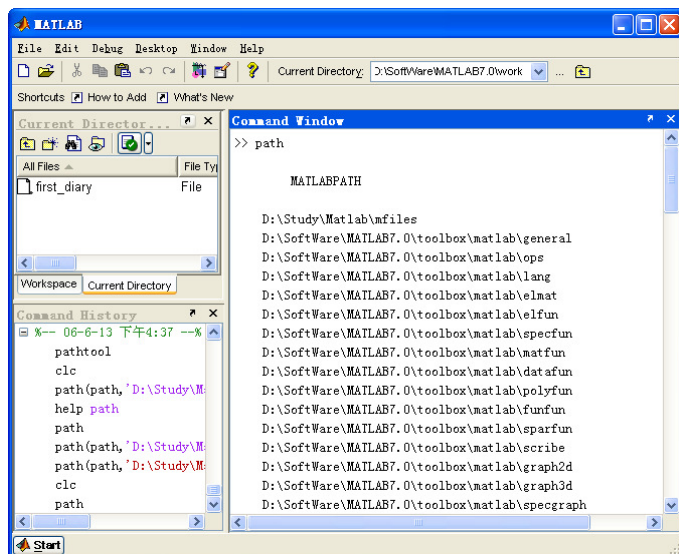 MATLAB
File Edit Debug Desktop Window Help
Current Directory: D:\SoftWare\MATLAB7.0\work ...
Shortcuts How to Add What's New
Current Director...
All Files File Ty
first_diary File
Workspace Current Directory
Command History
%-- 06-6-13 下午4:37 --%
pathtool
clc
path(path,'D:\Study\M
help path
path
path(path,'D:\Study\M
path(path,'D:\Study\M
clc
path
Command Window
>> path
MATLABPATH
D:\Study\Matlab\mfiles
D:\SoftWare\MATLAB7.0\toolbox\matlab\general
D:\SoftWare\MATLAB7.0\toolbox\matlab\ops
D:\SoftWare\MATLAB7.0\toolbox\matlab\lang
D:\SoftWare\MATLAB7.0\toolbox\matlab\elmat
D:\SoftWare\MATLAB7.0\toolbox\matlab\elfun
D:\SoftWare\MATLAB7.0\toolbox\matlab\specfun
D:\SoftWare\MATLAB7.0\toolbox\matlab\matfun
D:\SoftWare\MATLAB7.0\toolbox\matlab\datafun
D:\SoftWare\MATLAB7.0\toolbox\matlab\polyfun
D:\SoftWare\MATLAB7.0\toolbox\matlab\funfun
D:\SoftWare\MATLAB7.0\toolbox\matlab\sparfun
D:\SoftWare\MATLAB7.0\toolbox\matlab\scribe
D:\SoftWare\MATLAB7.0\toolbox\matlab\graph2d
D:\SoftWare\MATLAB7.0\toolbox\matlab\graph3d
D:\SoftWare\MATLAB7.0\toolbox\matlab\specgraph
Start